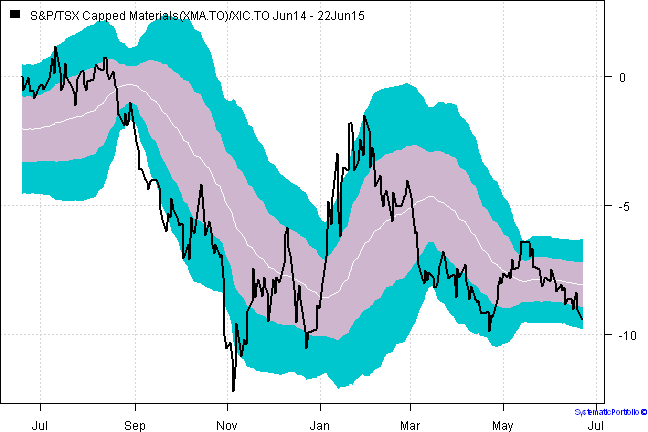 S&P/TSX Capped Materials(XMA.TO)/XIC.TO Jun14 - 22Jun15
0
-5
-10
Jul Sep Nov Jan Mar May Jul
SystematicPortfolio ©